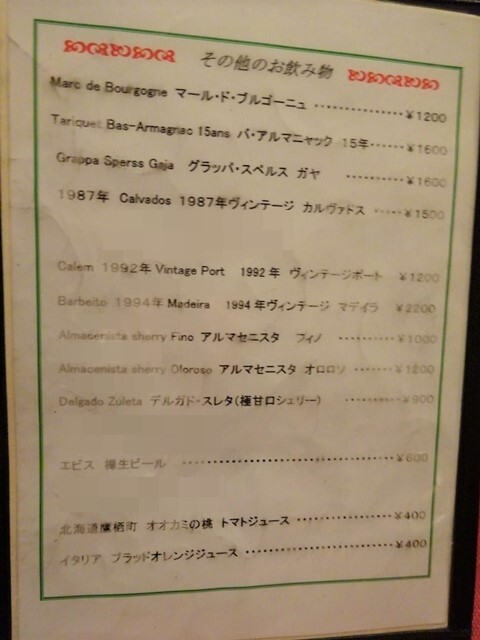 その他のお飲み物
Marc de Bourgogne マール・ド・ブルゴーニュ ・・・・・・・・・・・・・・￥1200
Tariquet Bas-Armagnac 15ans バ・アルマニャック 15年・・・・・・・・￥1600
Grappa Sperss Gaja グラッパ・スペルス ガヤ ・・・・・・・・・・￥1600
1987年 Calvados 1987年ヴィンテージ カルヴァドス ・・・・・￥1500
Calem 1992年 Vintage Port 1992年 ヴィンテージポート ￥1200
Barbeito 1994年 Madeira 1994年ヴィンテージ マデイラ ￥2200
Almacenista sherry Fino アルマセニスタ フィノ ・・・・・・・・・・￥1000
Almacenista sherry Oloroso アルマセニスタ オロロソ ・・・・・・・￥1200
Delgado Zuleta デルガド・スレタ(極甘口シェリー) ・・・・・・・・・・￥900
エビス 樽生ビール ・・・・・・・・・・・・・・・・・・・・・・・・・・・・・・・・・・￥600
北海道鷹栖町 オオカミの桃 トマトジュース ・・・・・・・・・・・・・・・・￥400
イタリア ブラッドオレンジジュース ・・・・・・・・・・・・・・・・・・・・・・￥400